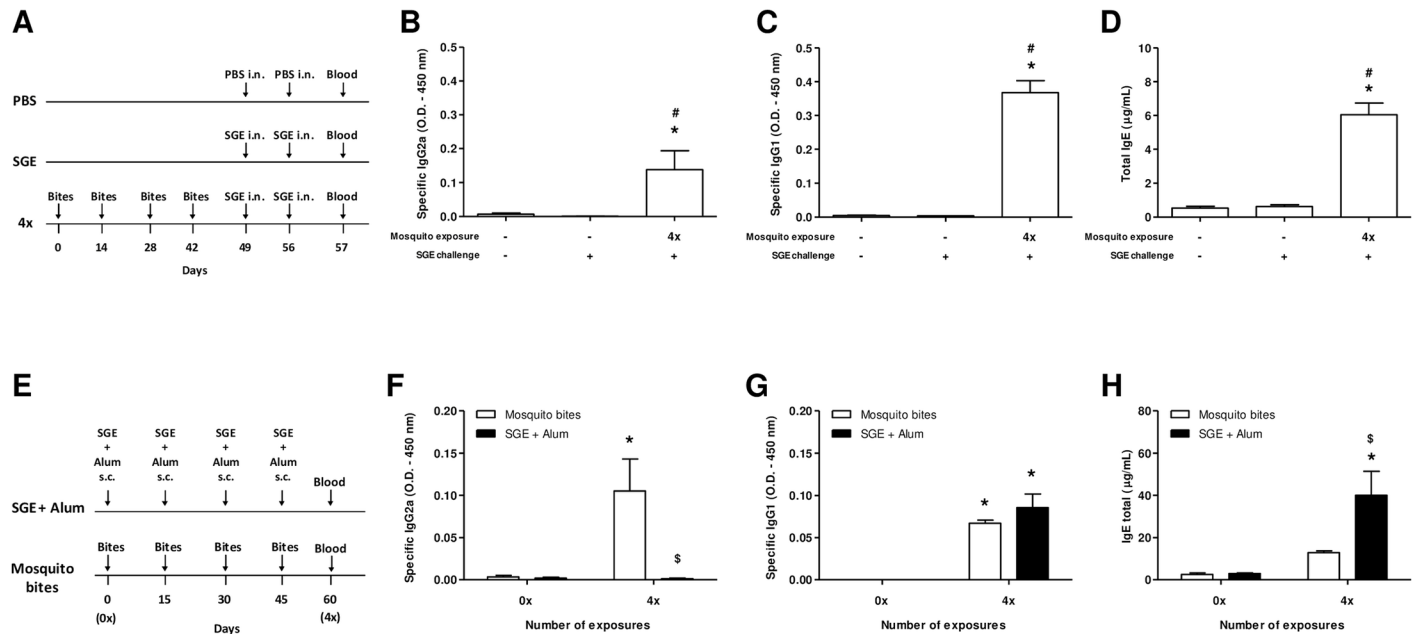 A
PBS i.n. PBS i.n. Blood
PBS
SGE i.n. SGE i.n. Blood
SGE
Bites Bites Bites Bites SGE i.n. SGE i.n. Blood
4x
0 14 28 42 49 56 57
Days
B
Specific IgG2a (O.D. - 450 nm)
0.5
0.4
0.3
0.2
0.1
0.0
#
*
Mosquito exposure - - 4x
SGE challenge - + +
C
Specific IgG1 (O.D. - 450 nm)
0.5
0.4
0.3
0.2
0.1
0.0
#
*
Mosquito exposure - - 4x
SGE challenge - + +
D
Total IgE (µg/mL)
10
8
6
4
2
0
#
*
Mosquito exposure - - 4x
SGE challenge - + +
E
SGE SGE SGE SGE
+ + + +
Alum Alum Alum Alum
s.c. s.c. s.c. s.c. Blood
SGE + Alum
Bites Bites Bites Bites Blood
Mosquito
bites
0 15 30 45 60
(0x) (4x)
Days
F
Specific IgG2a (O.D. - 450 nm)
0.20
0.15
0.10
0.05
0.00
Mosquito bites
SGE + Alum
*
$
0x 4x
Number of exposures
G
Specific IgG1 (O.D. - 450 nm)
0.20
0.15
0.10
0.05
0.00
Mosquito bites
SGE + Alum
* *
0x 4x
Number of exposures
H
IgE total (µg/mL)
80
60
40
20
0
Mosquito bites
SGE + Alum
$
*
0x 4x
Number of exposures